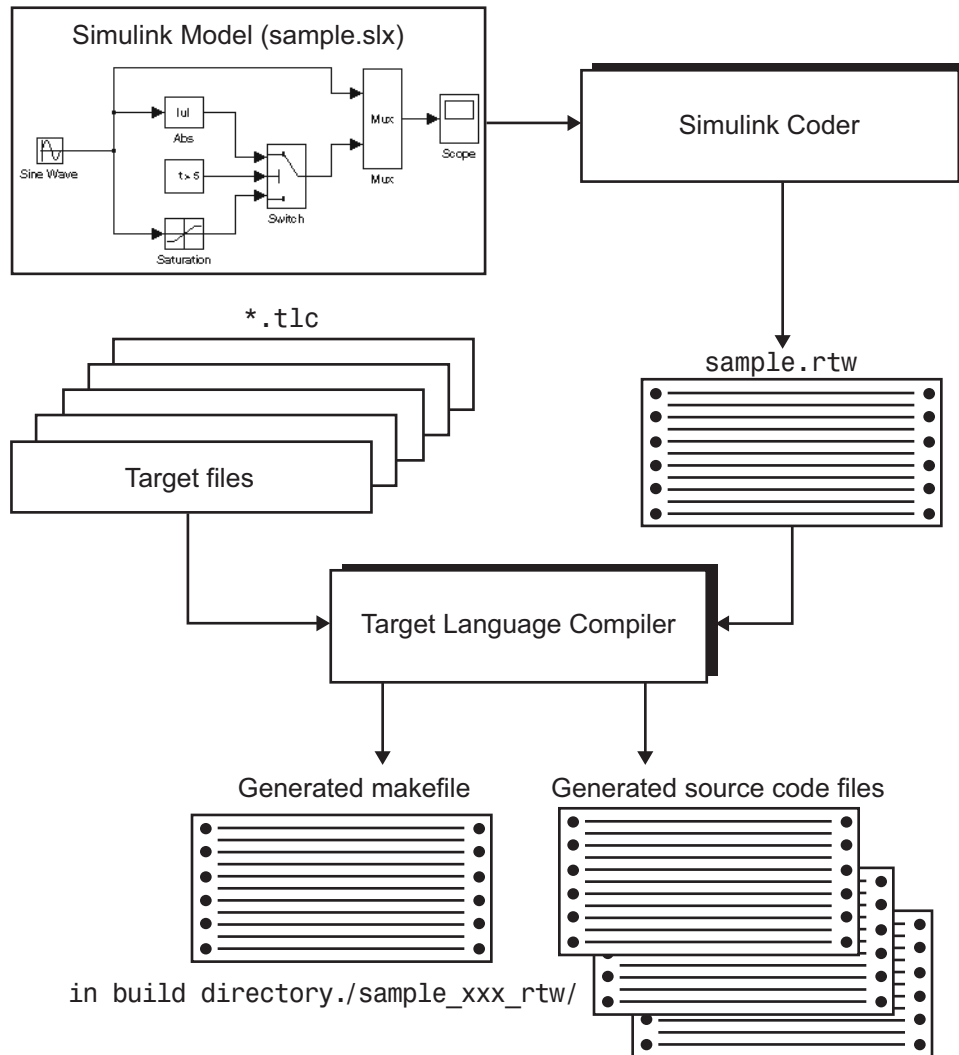 Simulink Model (sample.slx)
|u|
Abs
Sine Wave
t > 5
Switch
Saturation
Mux
Mux
Scope
Simulink Coder
*.tlc
Target files
sample.rtw
Target Language Compiler
Generated makefile
Generated source code files
in build directory./sample_xxx_rtw/